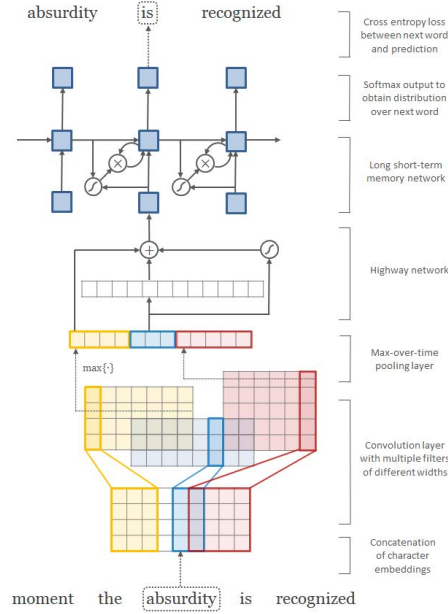 absurdity is recognized
Cross entropy loss
between next word
and prediction
Softmax output to
obtain distribution
over next word
Long short-term
memory network
Highway network
+
Max-over-time
pooling layer
max{·}
Convolution layer
with multiple filters
of different widths
Concatenation
of character
embeddings
moment the absurdity is recognized